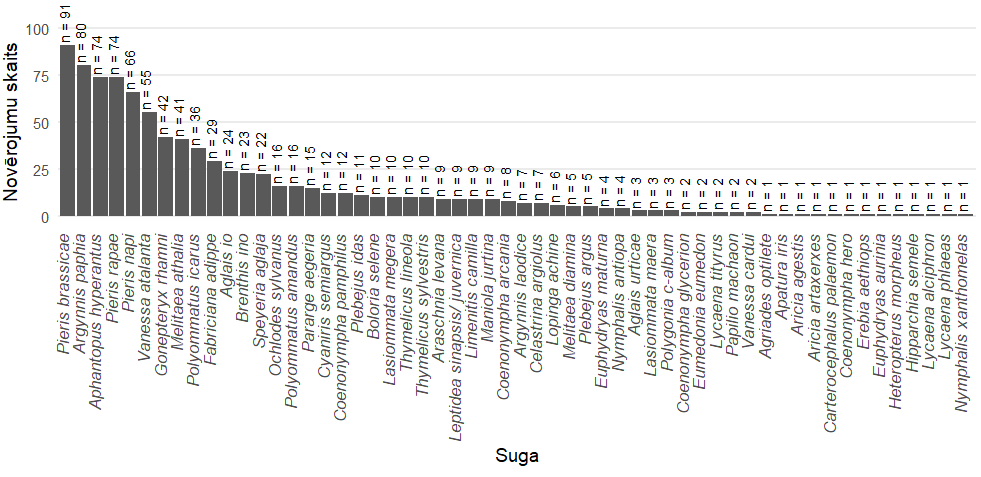 Novērojumu skaits
100
75
50
25
0
n = 91
n = 80
n = 74
n = 74
n = 66
n = 55
n = 42
n = 41
n = 36
n = 29
n = 24
n = 23
n = 22
n = 16
n = 16
n = 15
n = 12
n = 12
n = 11
n = 10
n = 10
n = 10
n = 10
n = 9
n = 9
n = 9
n = 9
n = 8
n = 7
n = 7
n = 6
n = 5
n = 5
n = 4
n = 4
n = 3
n = 3
n = 3
n = 2
n = 2
n = 2
n = 2
n = 2
n = 1
n = 1
n = 1
n = 1
n = 1
n = 1
n = 1
n = 1
n = 1
n = 1
n = 1
n = 1
n = 1
Pieris brassicae
Argynnis paphia
Aphantopus hyperantus
Pieris rapae
Pieris napi
Vanessa atalanta
Gonepteryx rhamni
Melitaea athalia
Polyommatus icarus
Fabriciana adippe
Aglais io
Brenthis ino
Speyeria aglaja
Ochlodes sylvanus
Polyommatus amandus
Pararge aegeria
Cyaniris semiargus
Coenonympha pamphilus
Plebejus idas
Boloria selene
Lasiommata megera
Thymelicus lineola
Thymelicus sylvestris
Araschnia levana
Leptidea sinapsis/ juvernica
Limenitis camilla
Maniola jurtina
Coenonympha arcania
Argynnis laodice
Celastrina argiolus
Lopinga achine
Melitaea diamina
Plebejus argus
Euphydryas maturna
Nymphalis antiopa
Aglais urticae
Lasiommata maera
Polygonia c-album
Coenonympha glycerion
Eumedonia eumedon
Lycaena tityrus
Papilio machaon
Vanessa cardui
Agriades optilete
Apatura iris
Aricia agestis
Aricia artaxerxes
Carterocephalus palaemon
Coenonympha hero
Erebia aethiops
Euphydryas aurinia
Heteropterus morpheus
Hipparchia semele
Lycaena alciphron
Lycaena phlaeas
Nymphalis xanthomelas
Suga